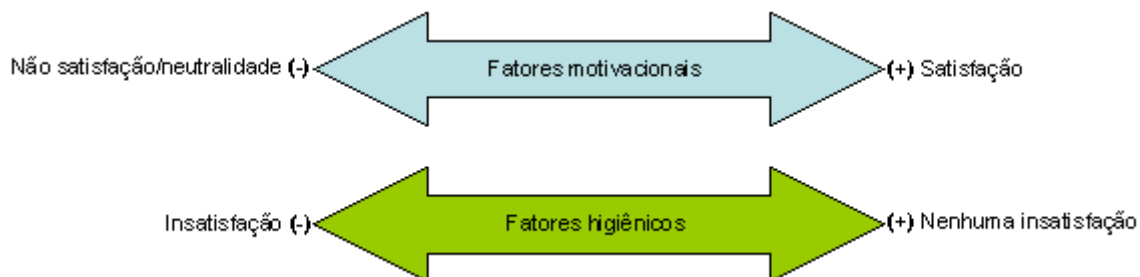 Não satisfação/neutralidade (-) Fatores motivacionais (+) Satisfação
Insatisfação (-) Fatores higiênicos (+) Nenhuma insatisfação